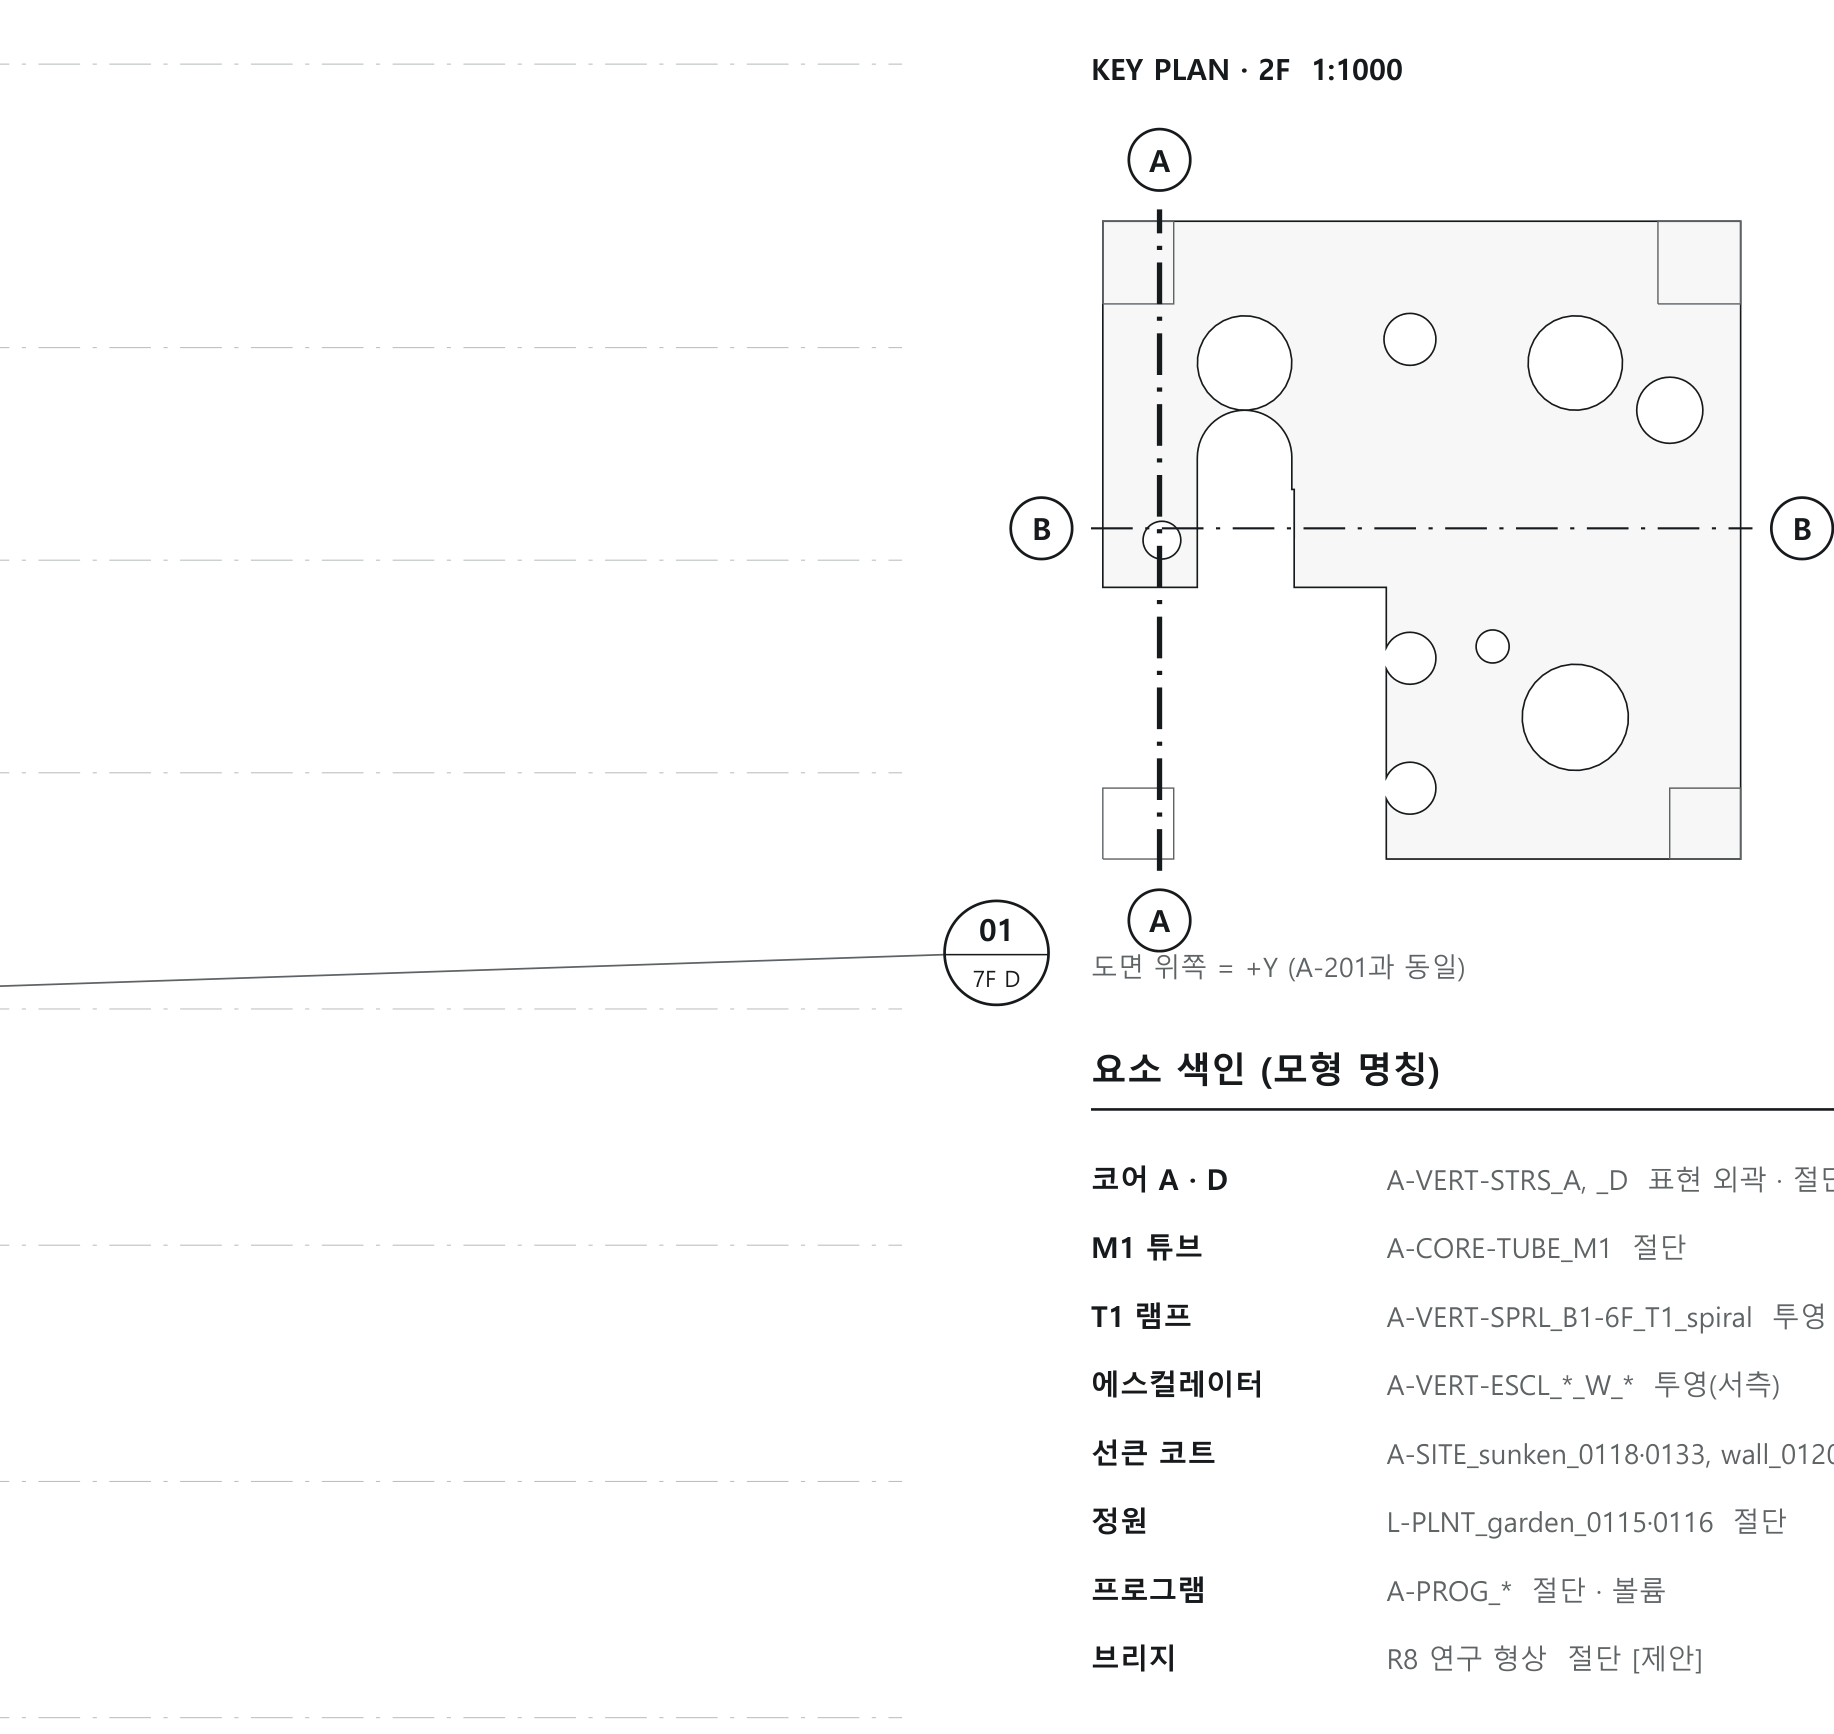 KEY PLAN · 2F 1:1000
A
B
B
A
01
7F D
도면 위쪽 = +Y (A-201과 동일)
요소 색인 (모형 명칭)
코어 A · D A-VERT-STRS_A, _D 표현 외곽 · 절단
M1 튜브 A-CORE-TUBE_M1 절단
T1 램프 A-VERT-SPRL_B1-6F_T1_spiral 투영
에스컬레이터 A-VERT-ESCL_*_W_* 투영(서측)
선큰 코트 A-SITE_sunken_0118·0133, wall_0120
정원 L-PLNT_garden_0115·0116 절단
프로그램 A-PROG_* 절단 · 볼륨
브리지 R8 연구 형상 절단 [제안]